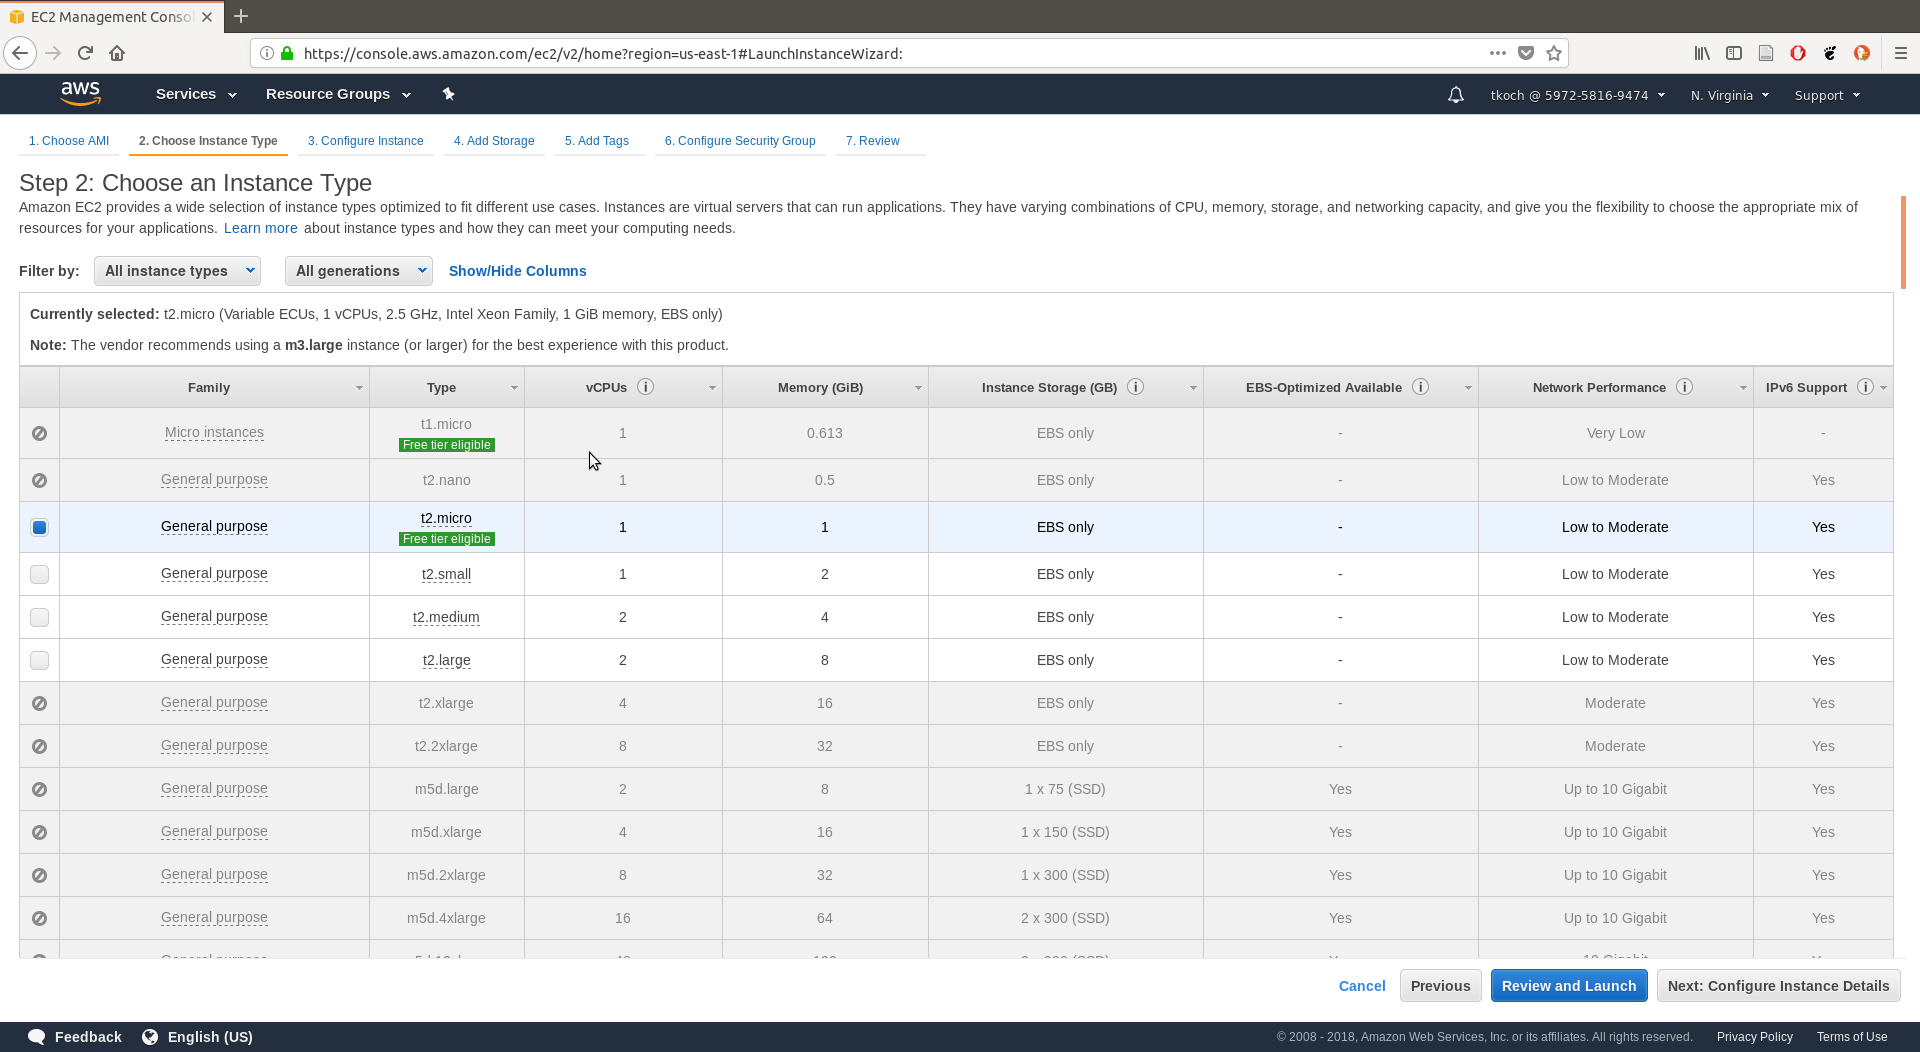 EC2 Management Conso
https://console.aws.amazon.com/ec2/v2/home?region=us-east-1#LaunchInstanceWizard:
aws Services Resource Groups tkoch @ 5972-5816-9474 N. Virginia Support
1. Choose AMI 2. Choose Instance Type 3. Configure Instance 4. Add Storage 5. Add Tags 6. Configure Security Group 7. Review
Step 2: Choose an Instance Type
Amazon EC2 provides a wide selection of instance types optimized to fit different use cases. Instances are virtual servers that can run applications. They have varying combinations of CPU, memory, storage, and networking capacity, and give you the flexibility to choose the appropriate mix of
resources for your applications. Learn more about instance types and how they can meet your computing needs.
Filter by: All instance types All generations Show/Hide Columns
Currently selected: t2.micro (Variable ECUs, 1 vCPUs, 2.5 GHz, Intel Xeon Family, 1 GiB memory, EBS only)
Note: The vendor recommends using a m3.large instance (or larger) for the best experience with this product.
Family Type vCPUs Memory (GiB) Instance Storage (GB) EBS-Optimized Available Network Performance IPv6 Support
Micro instances t1.micro Free tier eligible 1 0.613 EBS only - Very Low -
General purpose t2.nano 1 0.5 EBS only - Low to Moderate Yes
General purpose t2.micro Free tier eligible 1 1 EBS only - Low to Moderate Yes
General purpose t2.small 1 2 EBS only - Low to Moderate Yes
General purpose t2.medium 2 4 EBS only - Low to Moderate Yes
General purpose t2.large 2 8 EBS only - Low to Moderate Yes
General purpose t2.xlarge 4 16 EBS only - Moderate Yes
General purpose t2.2xlarge 8 32 EBS only - Moderate Yes
General purpose m5d.large 2 8 1 x 75 (SSD) Yes Up to 10 Gigabit Yes
General purpose m5d.xlarge 4 16 1 x 150 (SSD) Yes Up to 10 Gigabit Yes
General purpose m5d.2xlarge 8 32 1 x 300 (SSD) Yes Up to 10 Gigabit Yes
General purpose m5d.4xlarge 16 64 2 x 300 (SSD) Yes Up to 10 Gigabit Yes
Cancel Previous Review and Launch Next: Configure Instance Details
Feedback English (US) © 2008 - 2018, Amazon Web Services, Inc. or its affiliates. All rights reserved. Privacy Policy Terms of Use